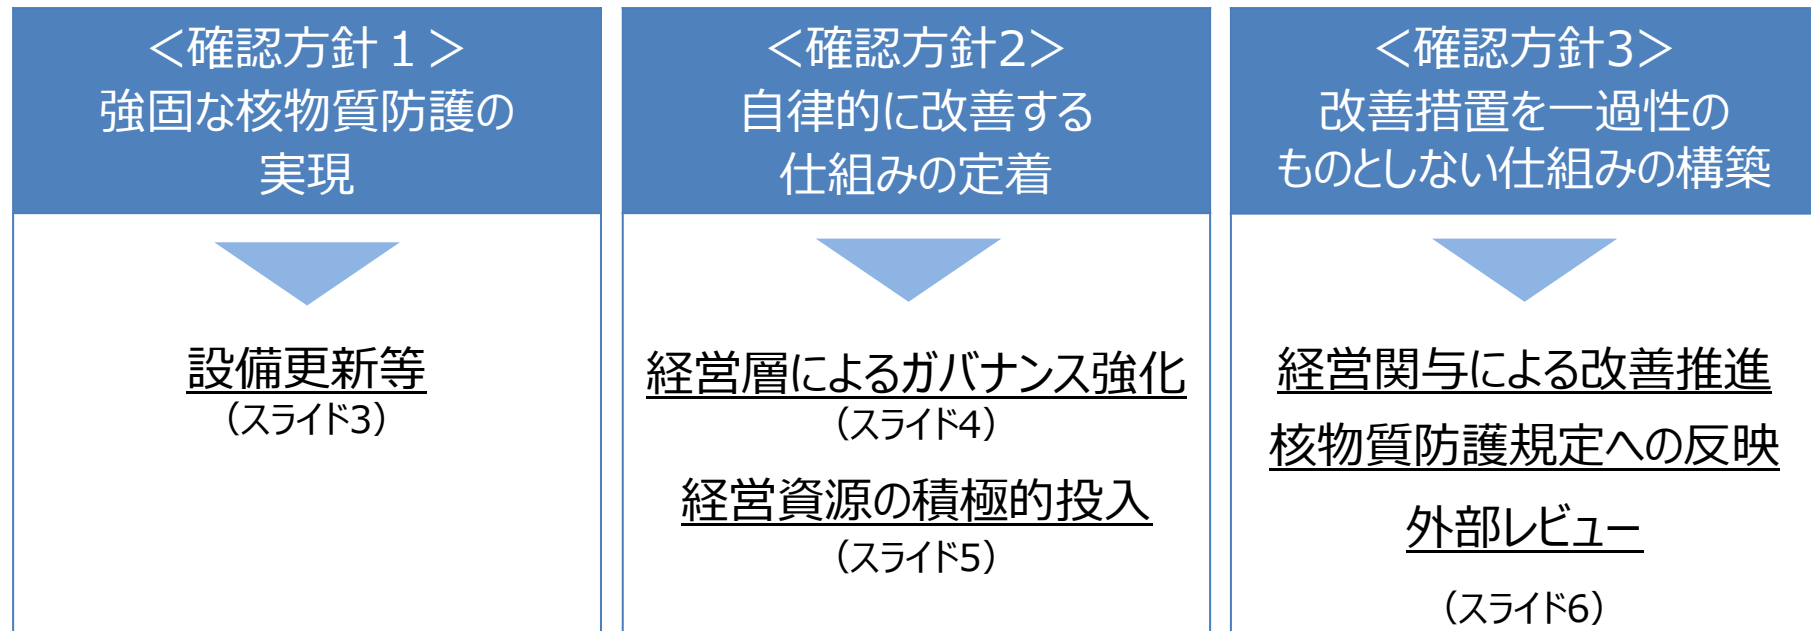 ＜確認方針１＞
強固な核物質防護の
実現
設備更新等
（スライド3）
＜確認方針2＞
自律的に改善する
仕組みの定着
経営層によるガバナンス強化
（スライド4）
経営資源の積極的投入
（スライド5）
＜確認方針3＞
改善措置を一過性の
ものとしない仕組みの構築
経営関与による改善推進
核物質防護規定への反映
外部レビュー
（スライド6）